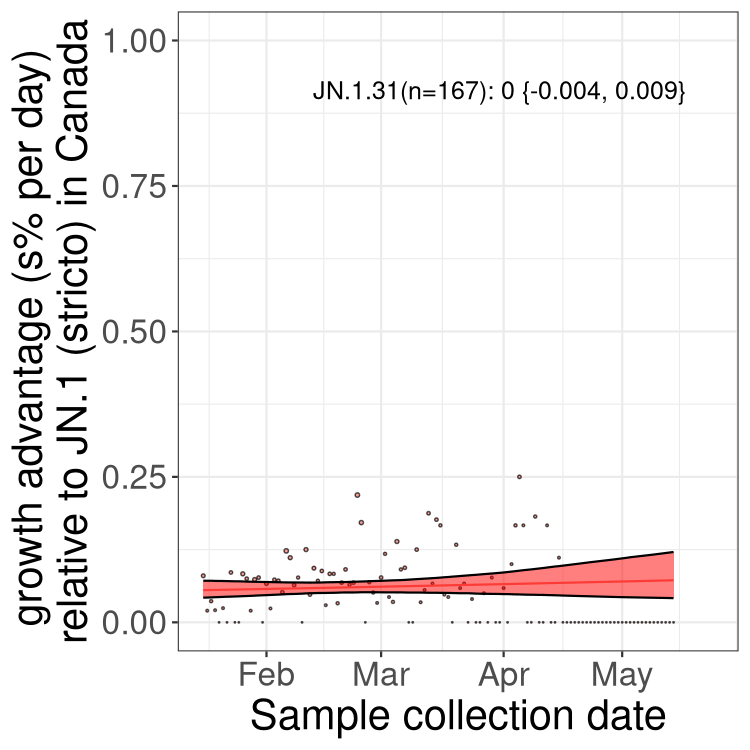 growth advantage (s% per day)
relative to JN.1 (stricto) in Canada
1.00
0.75
0.50
0.25
0.00
JN.1.31(n=167): 0 {-0.004, 0.009}
Feb Mar Apr May
Sample collection date